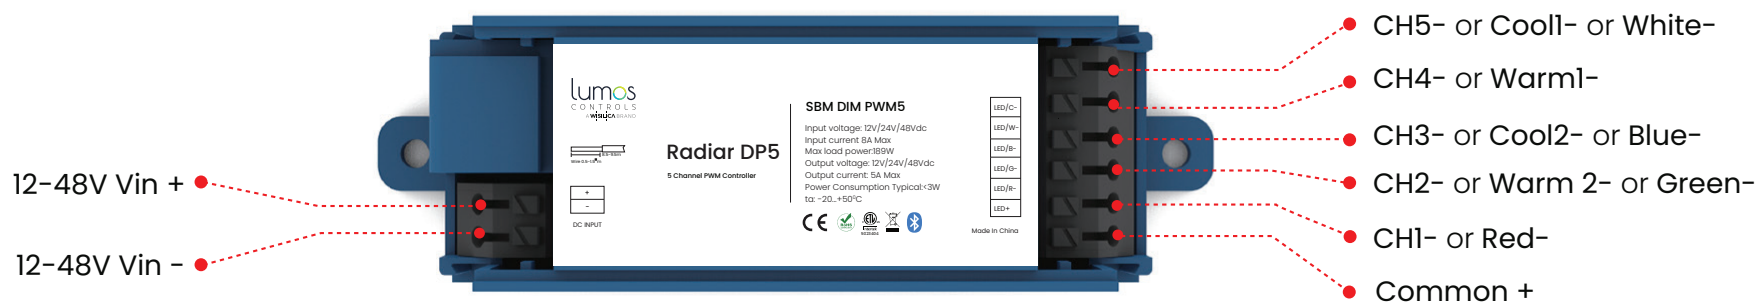 12-48V Vin +
12-48V Vin -
lumos
CONTROLS
A WISILICA BRAND
+
-
DC INPUT
Radiar DP5
5 Channel PWM Controller
SBM DIM PWM5
Input voltage: 12V/24V/48Vdc
Input current 8A Max
Max load power:189W
Output voltage: 12V/24V/48Vdc
Output current: 5A Max
Power Consumption Typical:<3W
ta: -20...+50°C
CE
RoHS
LED/C-
LED/W-
LED/B-
LED/G-
LED/R-
LED+
Made in China
CH5- or Cool1- or White-
CH4- or Warm1-
CH3- or Cool2- or Blue-
CH2- or Warm 2- or Green-
CH1- or Red-
Common +